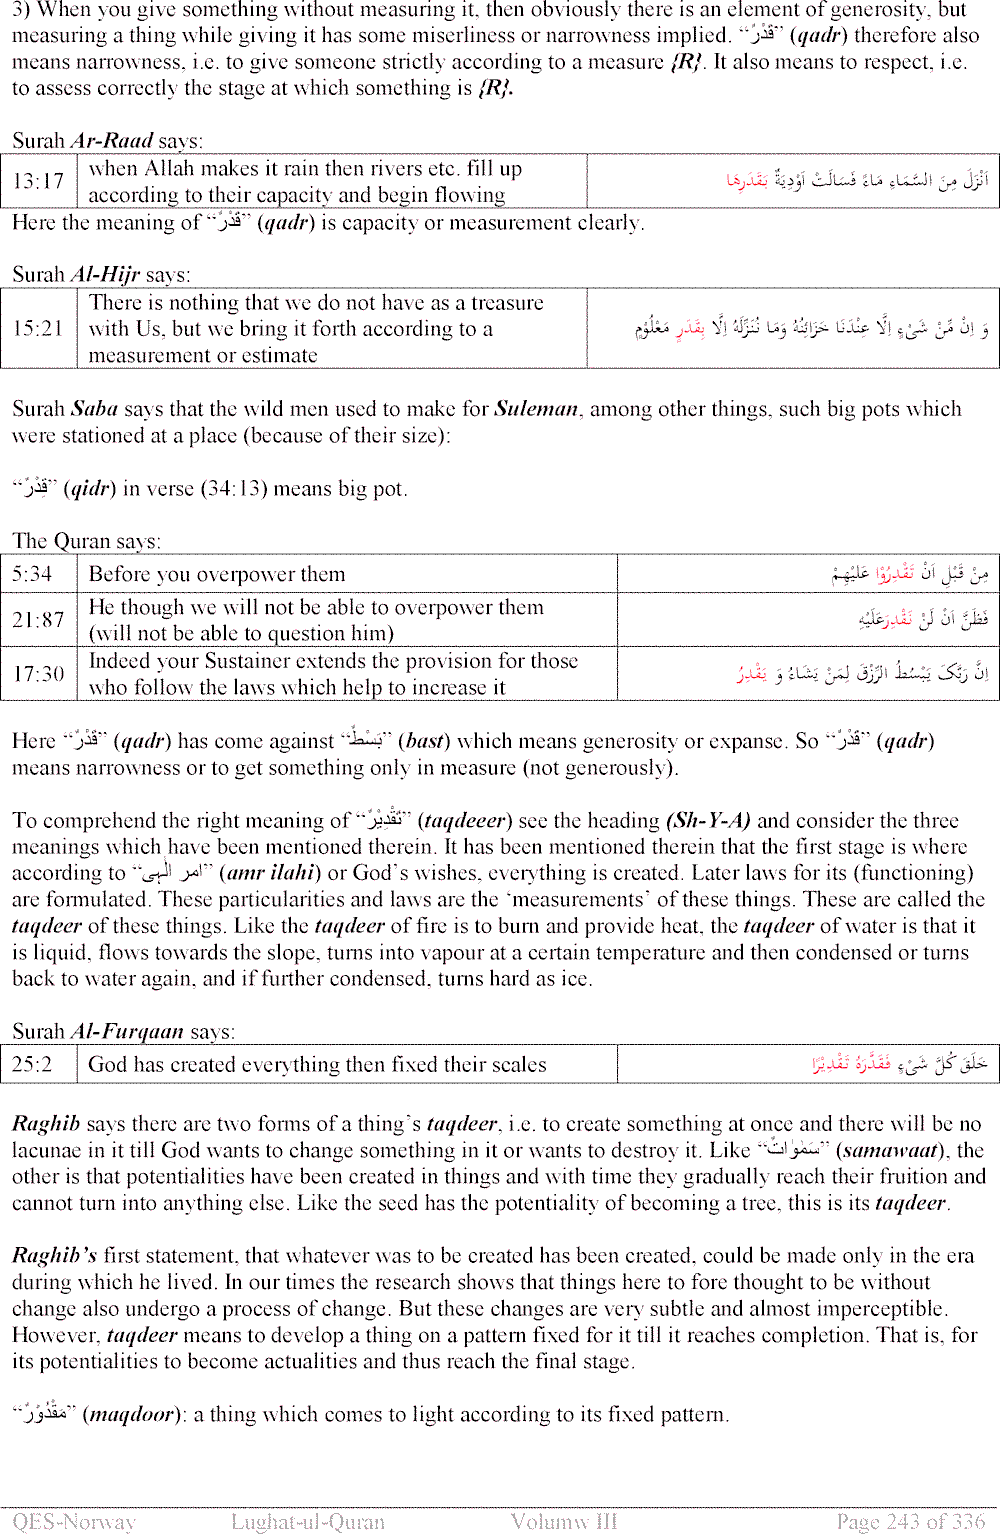 3) When you give something without measuring it, then obviously there is an element of generosity, but
measuring a thing while giving it has some miserliness or narrowness implied. “قَدْرٌ” (qadr) therefore also
means narrowness, i.e. to give someone strictly according to a measure {R}. It also means to respect, i.e.
to assess correctly the stage at which something is {R}.
Surah Ar-Raad says:
13:17 when Allah makes it rain then rivers etc. fill up
according to their capacity and begin flowing
اَنْزَلَ مِنَ السَّمَاءِ مَاءً فَسَالَتْ اَوْدِيَةٌ بِقَدَرِهَا
Here the meaning of “قَدْرٌ” (qadr) is capacity or measurement clearly.
Surah Al-Hijr says:
15:21 There is nothing that we do not have as a treasure
with Us, but we bring it forth according to a
measurement or estimate
وَ اِنْ مِّنْ شَىْءٍ اِلَّا عِنْدَنَا خَزَائِنُهُ وَمَا نُنَزِّلُهُ اِلَّا بِقَدَرٍ مَعْلُوْمٍ
Surah Saba says that the wild men used to make for Suleman, among other things, such big pots which
were stationed at a place (because of their size):
“قِدْرٌ” (qidr) in verse (34:13) means big pot.
The Quran says:
5:34 Before you overpower them مِنْ قَبْلِ اَنْ تَقْدِرُوْا عَلَيْهِمْ
21:87 He though we will not be able to overpower them
(will not be able to question him)
فَظَنَّ اَنْ لَنْ نَقْدِرَعَلَيْهِ
17:30 Indeed your Sustainer extends the provision for those
who follow the laws which help to increase it
اِنَّ رَبَّكَ يَبْسُطُ الرِّزْقَ لِمَنْ يَشَاءُ وَ يَقْدِرُ
Here “قَدْرٌ” (qadr) has come against “بَسْطٌ” (bast) which means generosity or expanse. So “قَدْرٌ” (qadr)
means narrowness or to get something only in measure (not generously).
To comprehend the right meaning of “تَقْدِيْرٌ” (taqdeeer) see the heading (Sh-Y-A) and consider the three
meanings which have been mentioned therein. It has been mentioned therein that the first stage is where
according to “امر الٰہی” (amr ilahi) or God’s wishes, everything is created. Later laws for its (functioning)
are formulated. These particularities and laws are the ‘measurements’ of these things. These are called the
taqdeer of these things. Like the taqdeer of fire is to burn and provide heat, the taqdeer of water is that it
is liquid, flows towards the slope, turns into vapour at a certain temperature and then condensed or turns
back to water again, and if further condensed, turns hard as ice.
Surah Al-Furqaan says:
25:2 God has created everything then fixed their scales خَلَقَ كُلَّ شَىْءٍ فَقَدَّرَهُ تَقْدِيْرًا
Raghib says there are two forms of a thing’s taqdeer, i.e. to create something at once and there will be no
lacunae in it till God wants to change something in it or wants to destroy it. Like “سَمٰوَاتٌ” (samawaat), the
other is that potentialities have been created in things and with time they gradually reach their fruition and
cannot turn into anything else. Like the seed has the potentiality of becoming a tree, this is its taqdeer.
Raghib’s first statement, that whatever was to be created has been created, could be made only in the era
during which he lived. In our times the research shows that things here to fore thought to be without
change also undergo a process of change. But these changes are very subtle and almost imperceptible.
However, taqdeer means to develop a thing on a pattern fixed for it till it reaches completion. That is, for
its potentialities to become actualities and thus reach the final stage.
“مَقْدُوْرٌ” (maqdoor): a thing which comes to light according to its fixed pattern.
QES-Norway Lughat-ul-Quran Volumw III Page 243 of 336